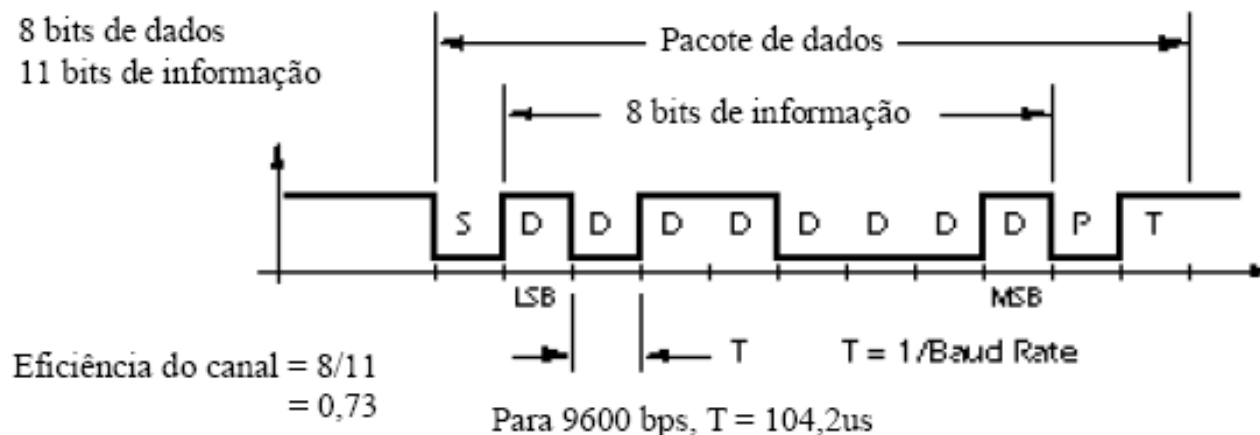 8 bits de dados
11 bits de informação
Pacote de dados
8 bits de informação
S D D D D D D D D P T
LSB MSB
T T = 1/Baud Rate
Eficiência do canal = 8/11
= 0,73
Para 9600 bps, T = 104,2us